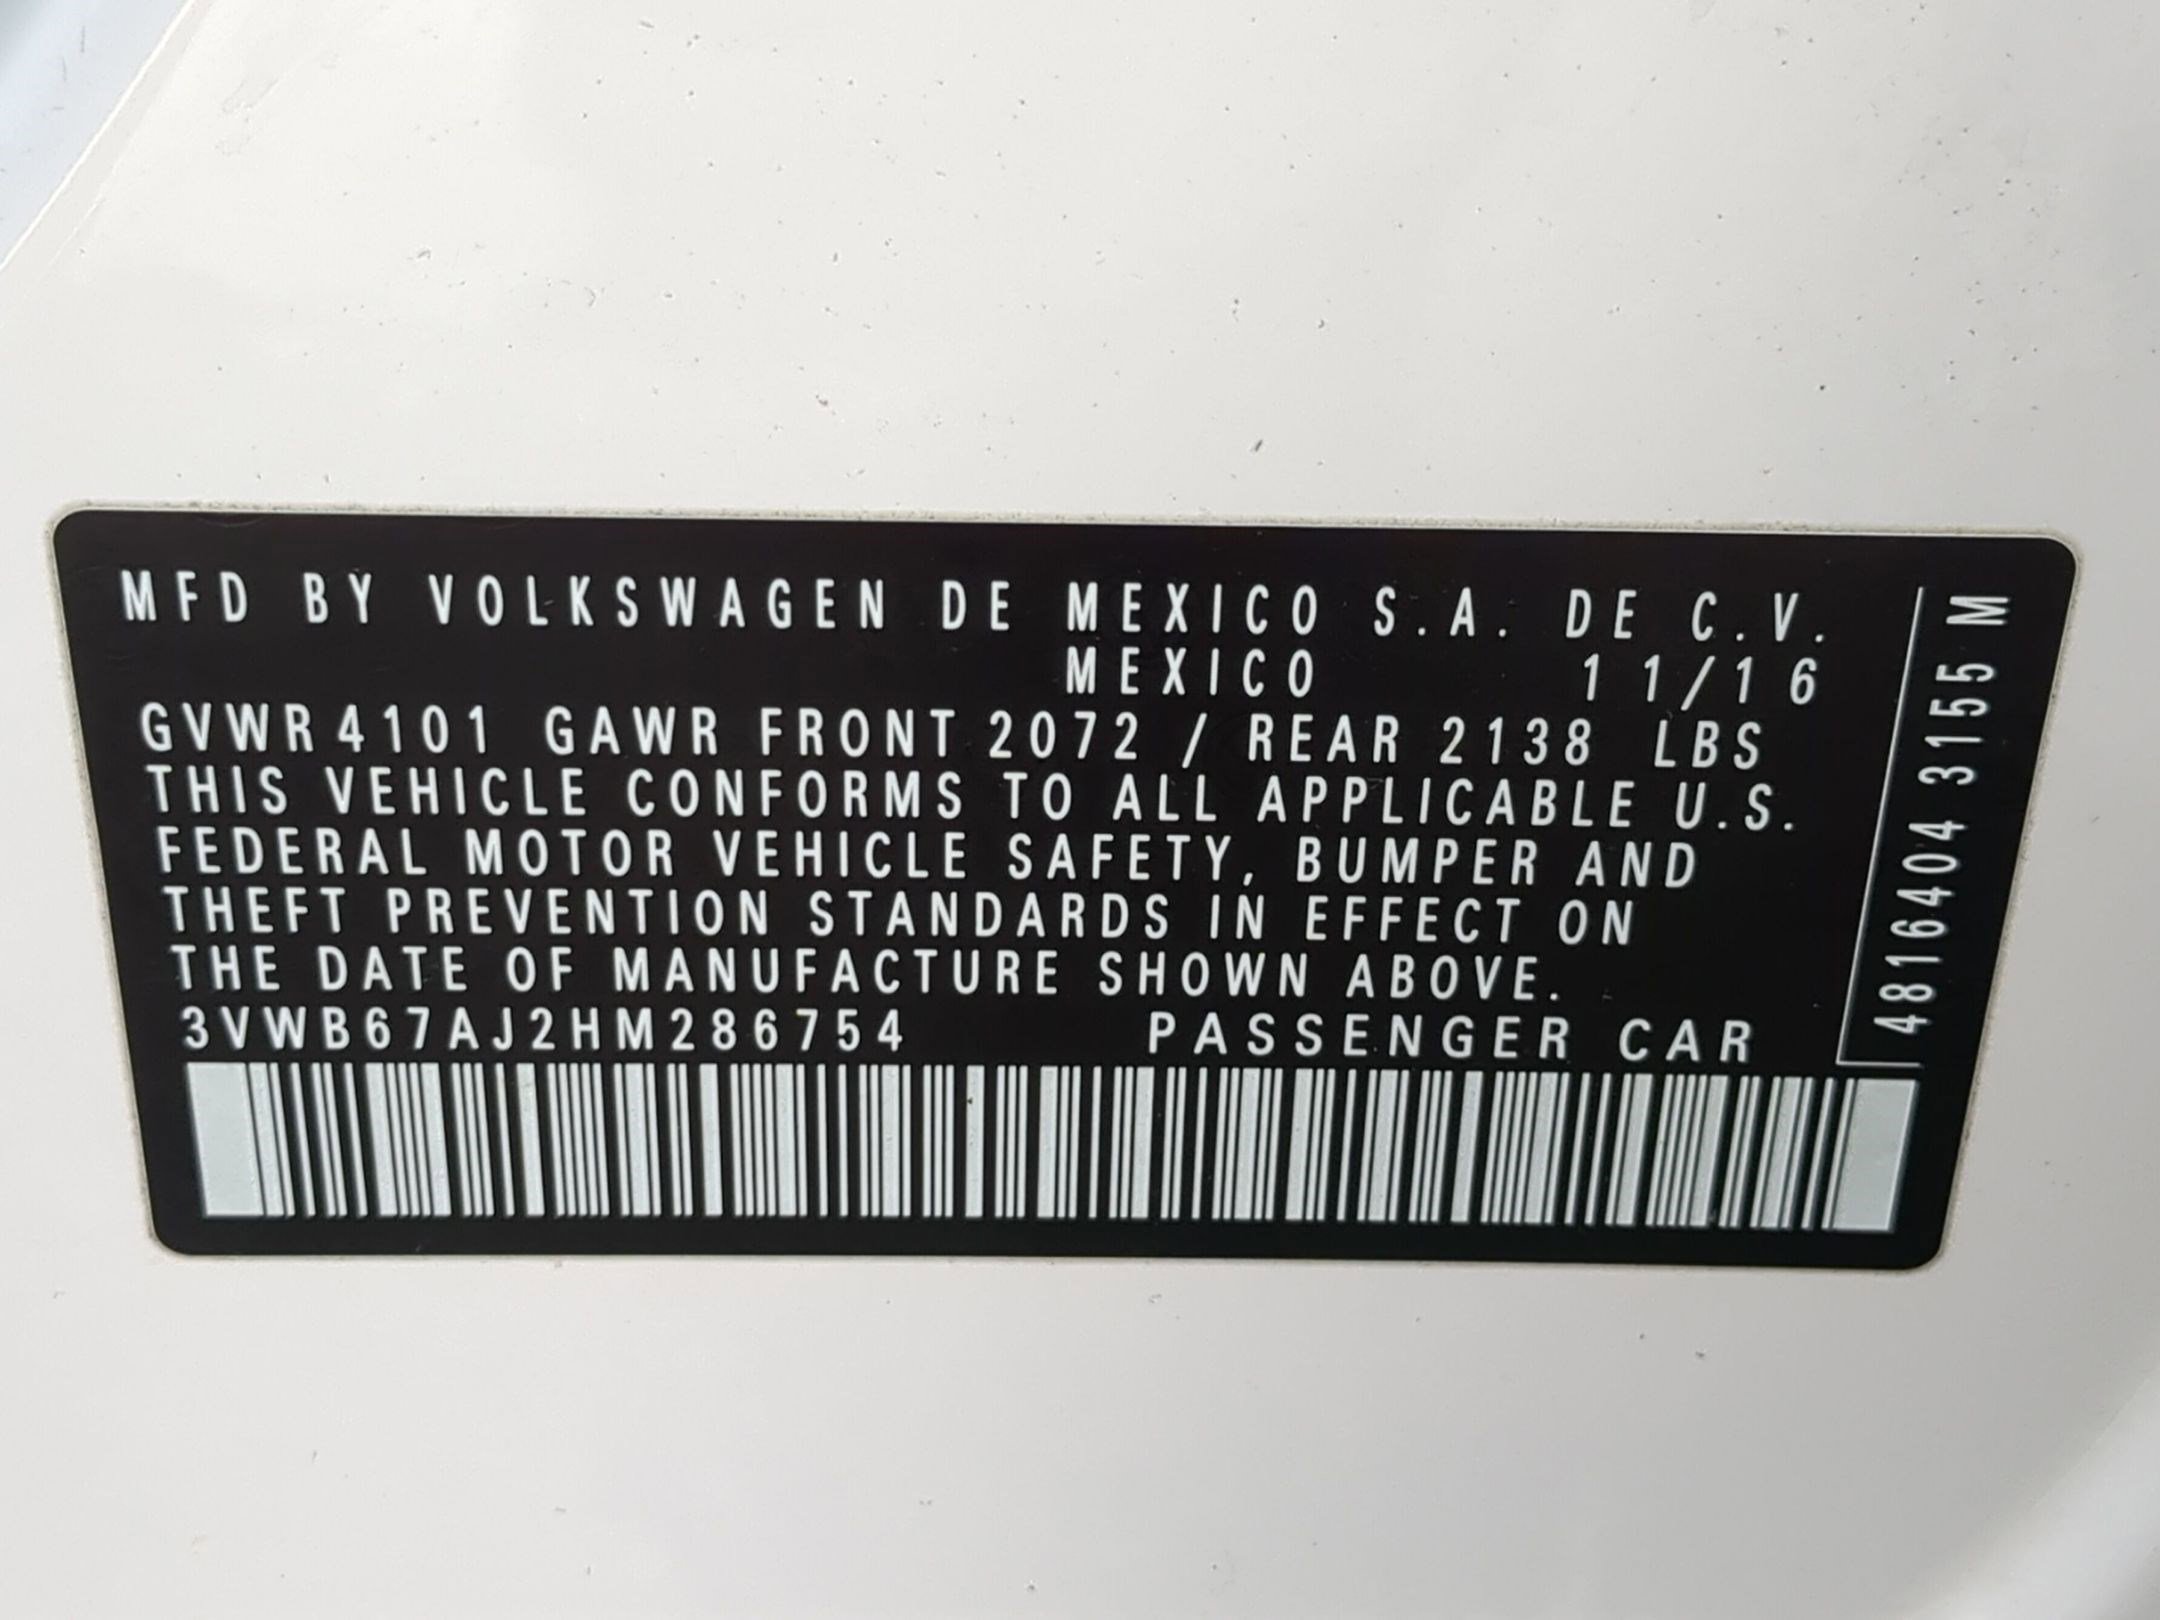 MFD BY VOLKSWAGEN DE MEXICO S.A. DE C.V.
MEXICO 11/16
GVWR 4101 GAWR FRONT 2072 / REAR 2138 LBS
THIS VEHICLE CONFORMS TO ALL APPLICABLE U.S.
FEDERAL MOTOR VEHICLE SAFETY, BUMPER AND
THEFT PREVENTION STANDARDS IN EFFECT ON
THE DATE OF MANUFACTURE SHOWN ABOVE.
3VWB67AJ2HM286754 PASSENGER CAR
4816404 3155 M